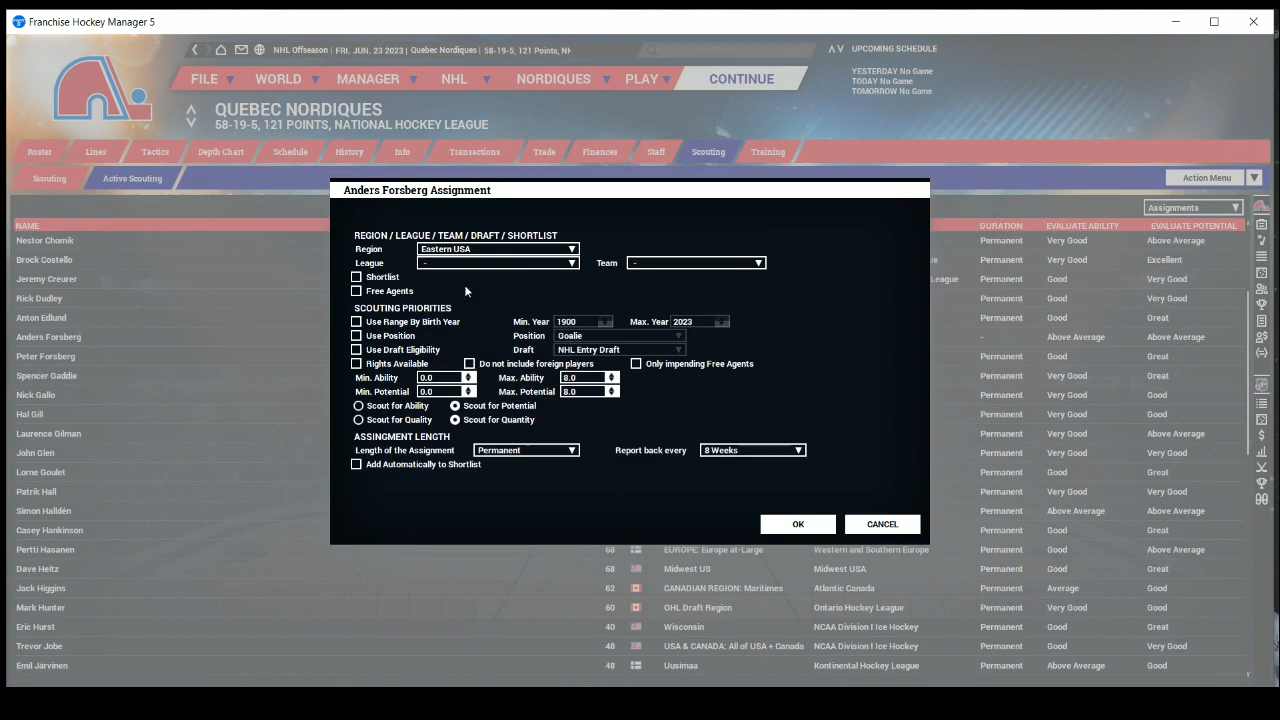 Franchise Hockey Manager 5
NHL Offseason | FRI. JUN. 23 2023 | Quebec Nordiques | 58-19-5, 121 Points, NH
UPCOMING SCHEDULE
YESTERDAY No Game
TODAY No Game
TOMORROW No Game
FILE WORLD MANAGER NHL NORDIQUES PLAY CONTINUE
QUEBEC NORDIQUES
58-19-5, 121 POINTS, NATIONAL HOCKEY LEAGUE
Roster Lines Tactics Depth Chart Schedule History Info Transactions Trade Finances Staff Scouting Training
Scouting Active Scouting Action Menu
Assignments
NAME DURATION EVALUATE ABILITY EVALUATE POTENTIAL
Nestor Chomik Permanent Very Good Above Average
Brock Costello ue Permanent Very Good Excellent
Jeremy Creurer League Permanent Very Good Good
Rick Dudley Permanent Very Good Good
Anton Edlund Permanent Very Good Good
Anders Forsberg - Above Average Above Average
Peter Forsberg Permanent Good Great
Spencer Gaddie Permanent Very Good Great
Nick Gallo Permanent Very Good Good
Hal Gill Permanent Very Good Good
Laurence Gilman Permanent Very Good Above Average
John Glen Permanent Very Good Good
Lorne Goulet Permanent Good Great
Patrik Hall Permanent Very Good Very Good
Simon Halldén Permanent Above Average Above Average
Casey Hankinson Permanent Good Great
Pertti Hasanen 68 EUROPE: Europe at-Large Western and Southern Europe Permanent Good Above Average
Dave Heitz 68 Midwest US Midwest USA Permanent Good Great
Jack Higgins 62 CANADIAN REGION: Maritimes Atlantic Canada Permanent Average Good
Mark Hunter 60 OHL Draft Region Ontario Hockey League Permanent Very Good Good
Eric Hurst 40 Wisconsin NCAA Division I Ice Hockey Permanent Good Great
Trevor Jobe 48 USA & CANADA: All of USA + Canada NCAA Division I Ice Hockey Permanent Good Very Good
Emil Järvinen 48 Uusimaa Kontinental Hockey League Permanent Above Average Good
Anders Forsberg Assignment
REGION / LEAGUE / TEAM / DRAFT / SHORTLIST
Region Eastern USA
League - Team -
Shortlist
Free Agents
SCOUTING PRIORITIES
Use Range By Birth Year Min. Year 1900 Max. Year 2023
Use Position Position Goalie
Use Draft Eligibility Draft NHL Entry Draft
Rights Available Do not include foreign players Only impending Free Agents
Min. Ability 0.0 Max. Ability 8.0
Min. Potential 0.0 Max. Potential 8.0
Scout for Ability Scout for Potential
Scout for Quality Scout for Quantity
ASSINGMENT LENGTH
Length of the Assignment Permanent Report back every 8 Weeks
Add Automatically to Shortlist
OK CANCEL